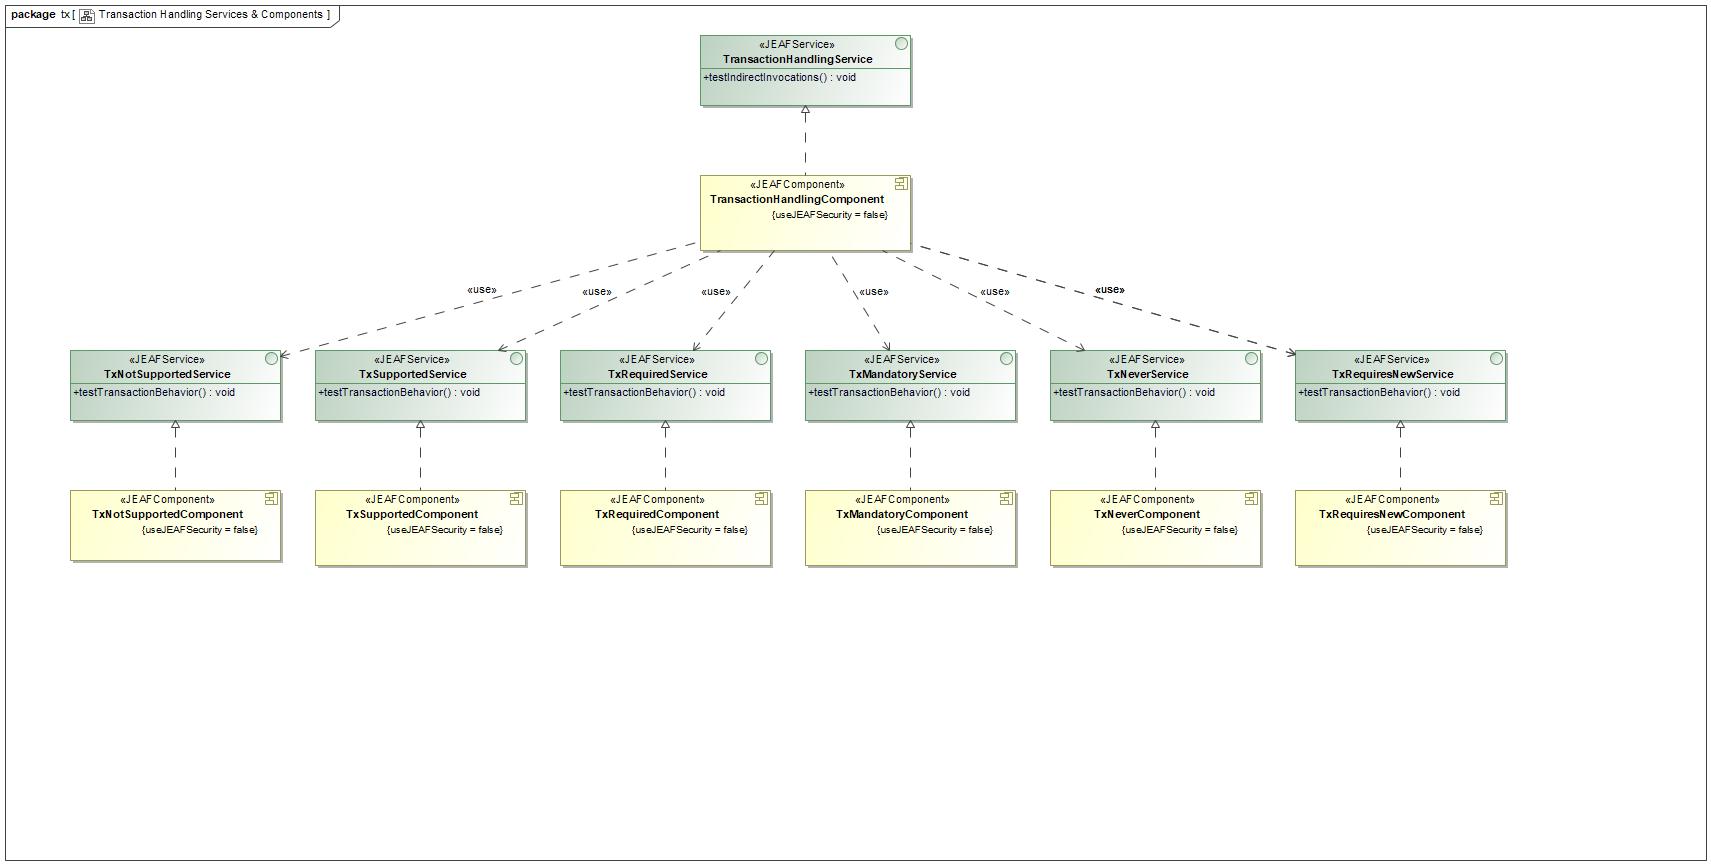 package tx [ Transaction Handling Services & Components ]
«JEAFService»
TransactionHandlingService
+testIndirectInvocations() : void
«JEAFComponent»
TransactionHandlingComponent
{useJEAFSecurity = false}
«use» «use» «use» «use» «use» «use»
«JEAFService»
TxNotSupportedService
+testTransactionBehavior() : void
«JEAFService»
TxSupportedService
+testTransactionBehavior() : void
«JEAFService»
TxRequiredService
+testTransactionBehavior() : void
«JEAFService»
TxMandatoryService
+testTransactionBehavior() : void
«JEAFService»
TxNeverService
+testTransactionBehavior() : void
«JEAFService»
TxRequiresNewService
+testTransactionBehavior() : void
«JEAFComponent»
TxNotSupportedComponent
{useJEAFSecurity = false}
«JEAFComponent»
TxSupportedComponent
{useJEAFSecurity = false}
«JEAFComponent»
TxRequiredComponent
{useJEAFSecurity = false}
«JEAFComponent»
TxMandatoryComponent
{useJEAFSecurity = false}
«JEAFComponent»
TxNeverComponent
{useJEAFSecurity = false}
«JEAFComponent»
TxRequiresNewComponent
{useJEAFSecurity = false}